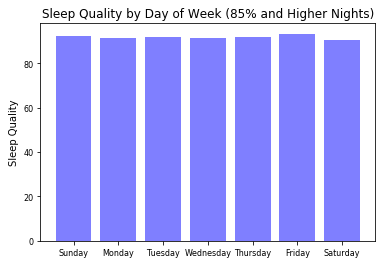 Sleep Quality by Day of Week (85% and Higher Nights)
Sleep Quality
80
60
40
20
0
Sunday Monday Tuesday Wednesday Thursday Friday Saturday